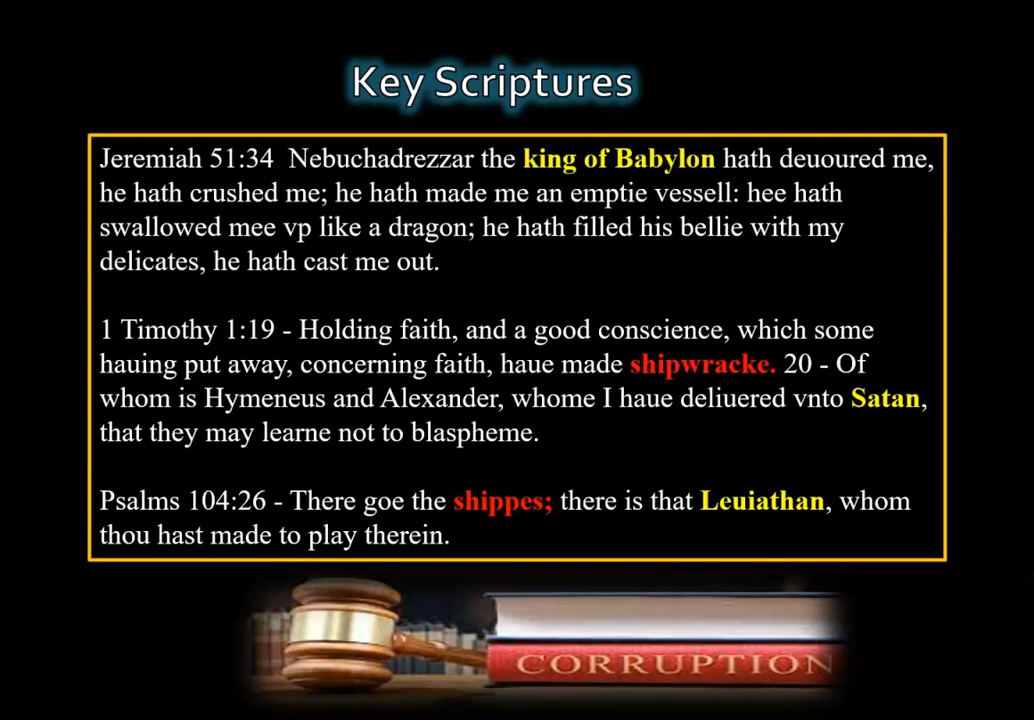 Key Scriptures
Jeremiah 51:34  Nebuchadrezzar the king of Babylon hath deuoured me,
he hath crushed me; he hath made me an emptie vessell: hee hath
swallowed mee vp like a dragon; he hath filled his bellie with my
delicates, he hath cast me out.
1 Timothy 1:19 - Holding faith, and a good conscience, which some
hauing put away, concerning faith, haue made shipwracke. 20 - Of
whom is Hymeneus and Alexander, whome I haue deliuered vnto Satan,
that they may learne not to blaspheme.
Psalms 104:26 - There goe the shippes; there is that Leuiathan, whom
thou hast made to play therein.
CORRUPTION